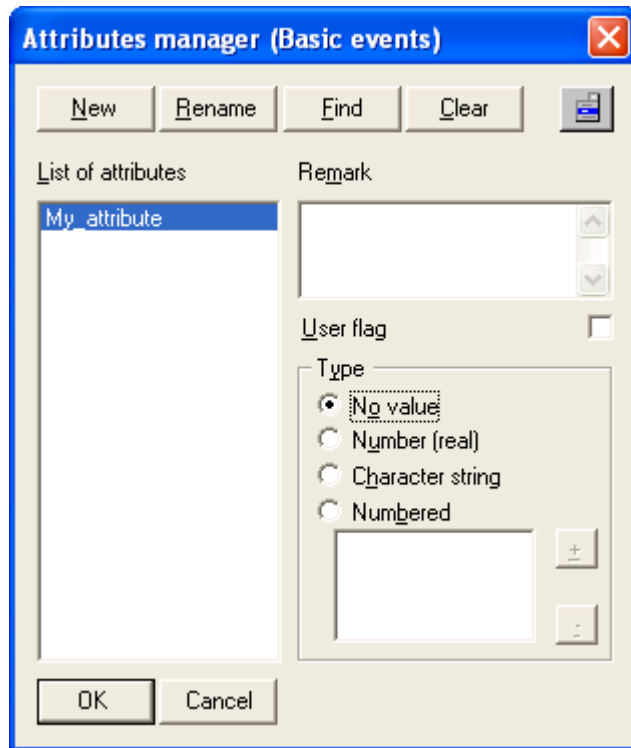 Attributes manager (Basic events)
New Rename Find Clear
List of attributes
Remark
My_attribute
User flag
Type
No value
Number (real)
Character string
Numbered
+
-
OK Cancel